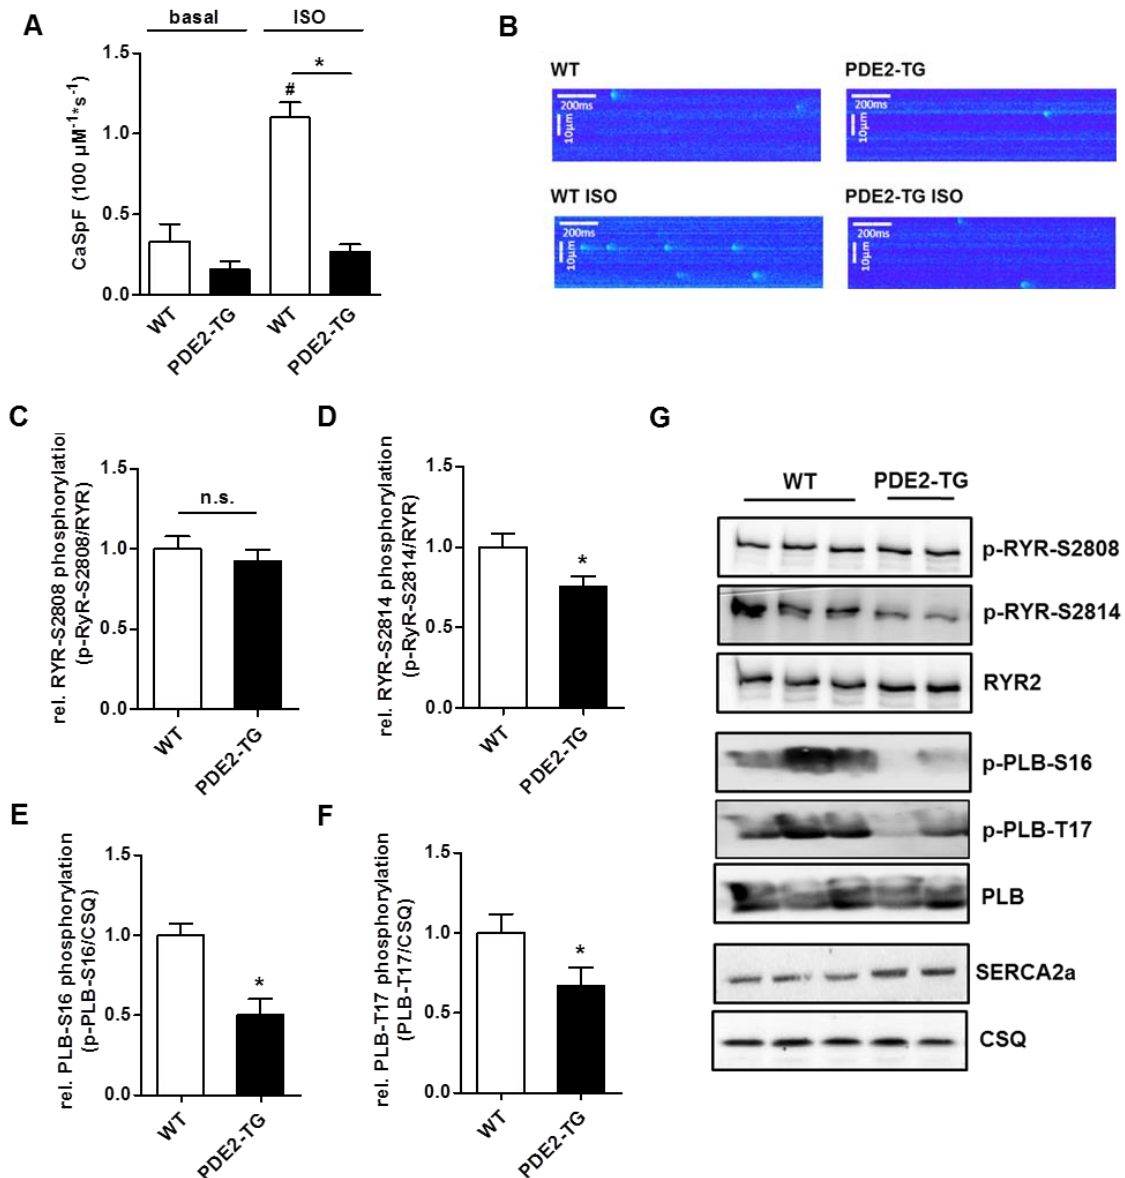 A
basal
ISO
CaSpF (100 µM⁻¹*s⁻¹)
1.5
1.0
0.5
0.0
#
*
WT
PDE2-TG
WT
PDE2-TG
B
WT
200ms
10µm
PDE2-TG
200ms
10µm
WT ISO
200ms
10µm
PDE2-TG ISO
200ms
10µm
C
rel. RYR-S2808 phosphorylatio
(p-RyR-S2808/RYR)
1.5
1.0
0.5
0.0
n.s.
WT
PDE2-TG
D
rel. RYR-S2814 phosphorylation
(p-RyR-S2814/RYR)
1.5
1.0
0.5
0.0
*
WT
PDE2-TG
E
rel. PLB-S16 phosphorylation
(p-PLB-S16/CSQ)
1.5
1.0
0.5
0.0
*
WT
PDE2-TG
F
rel. PLB-T17 phosphorylation
(PLB-T17/CSQ)
1.5
1.0
0.5
0.0
*
WT
PDE2-TG
G
WT
PDE2-TG
p-RYR-S2808
p-RYR-S2814
RYR2
p-PLB-S16
p-PLB-T17
PLB
SERCA2a
CSQ